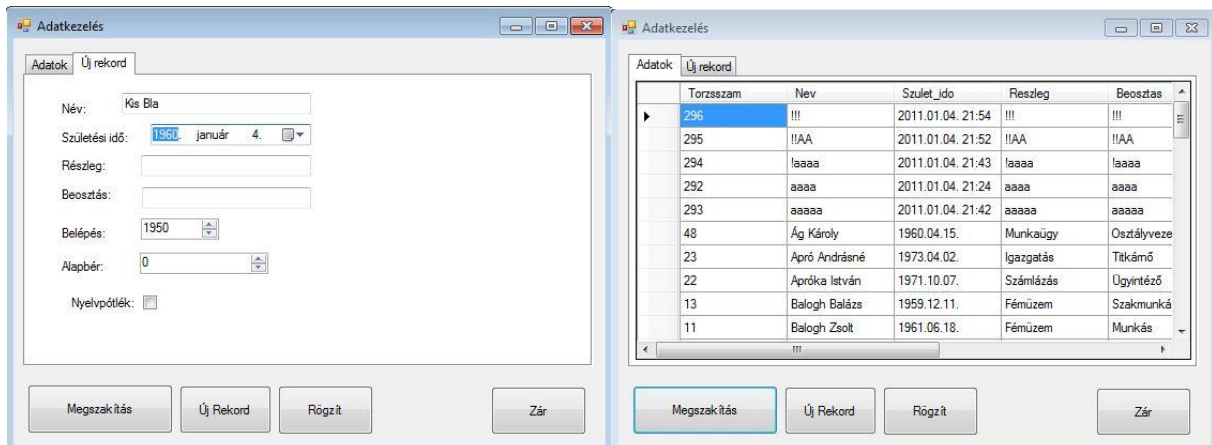 Adatkezelés
Adatok Új rekord
Név: Kis Bla
Születési idő: 1960. január 4.
Részleg:
Beosztás:
Belépés: 1950
Alapbér: 0
Nyelvpótlék:
Megszakítás Új Rekord Rögzít Zár
Adatkezelés
Adatok Új rekord
Torzsszam Nev Szulet_ido Reszleg Beosztas
296 !!! 2011.01.04. 21:54 !!! !!!
295 !!AA 2011.01.04. 21:52 !!AA !!AA
294 !aaaa 2011.01.04. 21:43 !aaaa !aaaa
292 aaaa 2011.01.04. 21:24 aaaa aaaa
293 aaaaa 2011.01.04. 21:42 aaaaa aaaaa
48 Ág Károly 1960.04.15. Munkaügy Osztályveze
23 Apró Andrásné 1973.04.02. Igazgatás Titkárnő
22 Apróka István 1971.10.07. Számlázás Ügyintéző
13 Balogh Balázs 1959.12.11. Fémüzem Szakmunká
11 Balogh Zsolt 1961.06.18. Fémüzem Munkás
Megszakítás Új Rekord Rögzít Zár